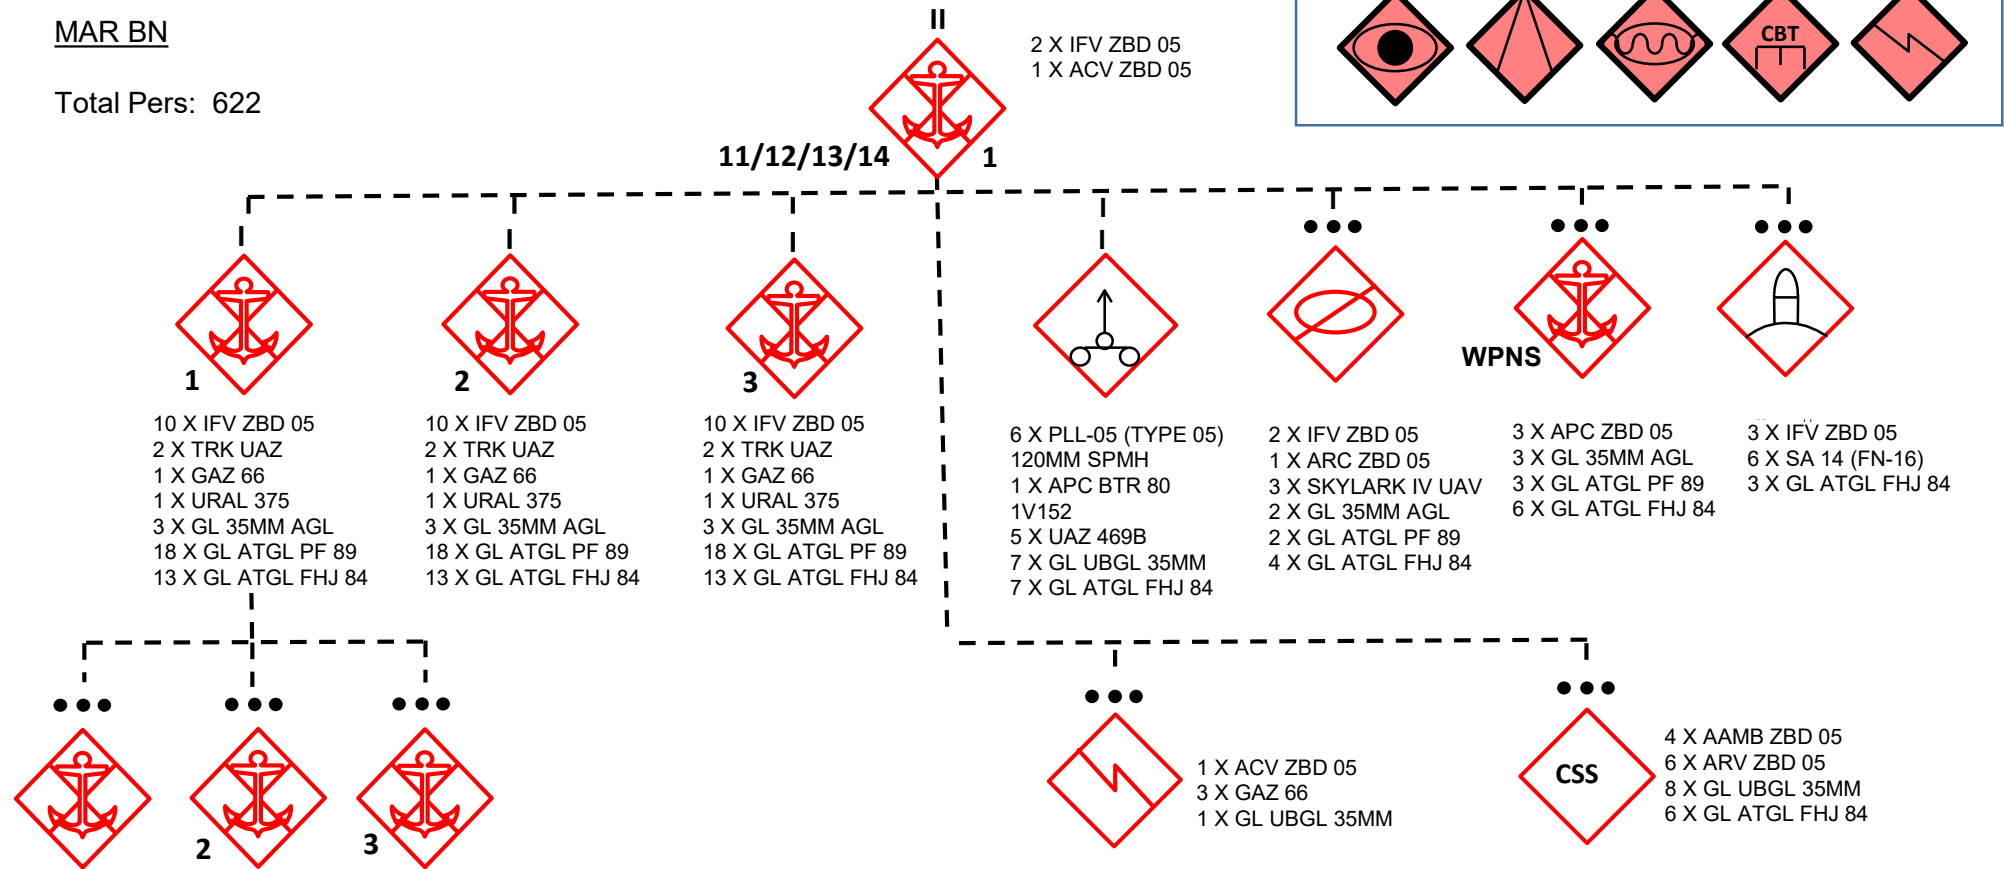 MAR BN
Total Pers: 622
2 X IFV ZBD 05
1 X ACV ZBD 05
CBT
11/12/13/14
1
1
10 X IFV ZBD 05
2 X TRK UAZ
1 X GAZ 66
1 X URAL 375
3 X GL 35MM AGL
18 X GL ATGL PF 89
13 X GL ATGL FHJ 84
2
10 X IFV ZBD 05
2 X TRK UAZ
1 X GAZ 66
1 X URAL 375
3 X GL 35MM AGL
18 X GL ATGL PF 89
13 X GL ATGL FHJ 84
3
10 X IFV ZBD 05
2 X TRK UAZ
1 X GAZ 66
1 X URAL 375
3 X GL 35MM AGL
18 X GL ATGL PF 89
13 X GL ATGL FHJ 84
6 X PLL-05 (TYPE 05)
120MM SPMH
1 X APC BTR 80
1V152
5 X UAZ 469B
7 X GL UBGL 35MM
7 X GL ATGL FHJ 84
2 X IFV ZBD 05
1 X ARC ZBD 05
3 X SKYLARK IV UAV
2 X GL 35MM AGL
2 X GL ATGL PF 89
4 X GL ATGL FHJ 84
WPNS
3 X APC ZBD 05
3 X GL 35MM AGL
3 X GL ATGL PF 89
6 X GL ATGL FHJ 84
3 X IFV ZBD 05
6 X SA 14 (FN-16)
3 X GL ATGL FHJ 84
2
3
1 X ACV ZBD 05
3 X GAZ 66
1 X GL UBGL 35MM
CSS
4 X AAMB ZBD 05
6 X ARV ZBD 05
8 X GL UBGL 35MM
6 X GL ATGL FHJ 84